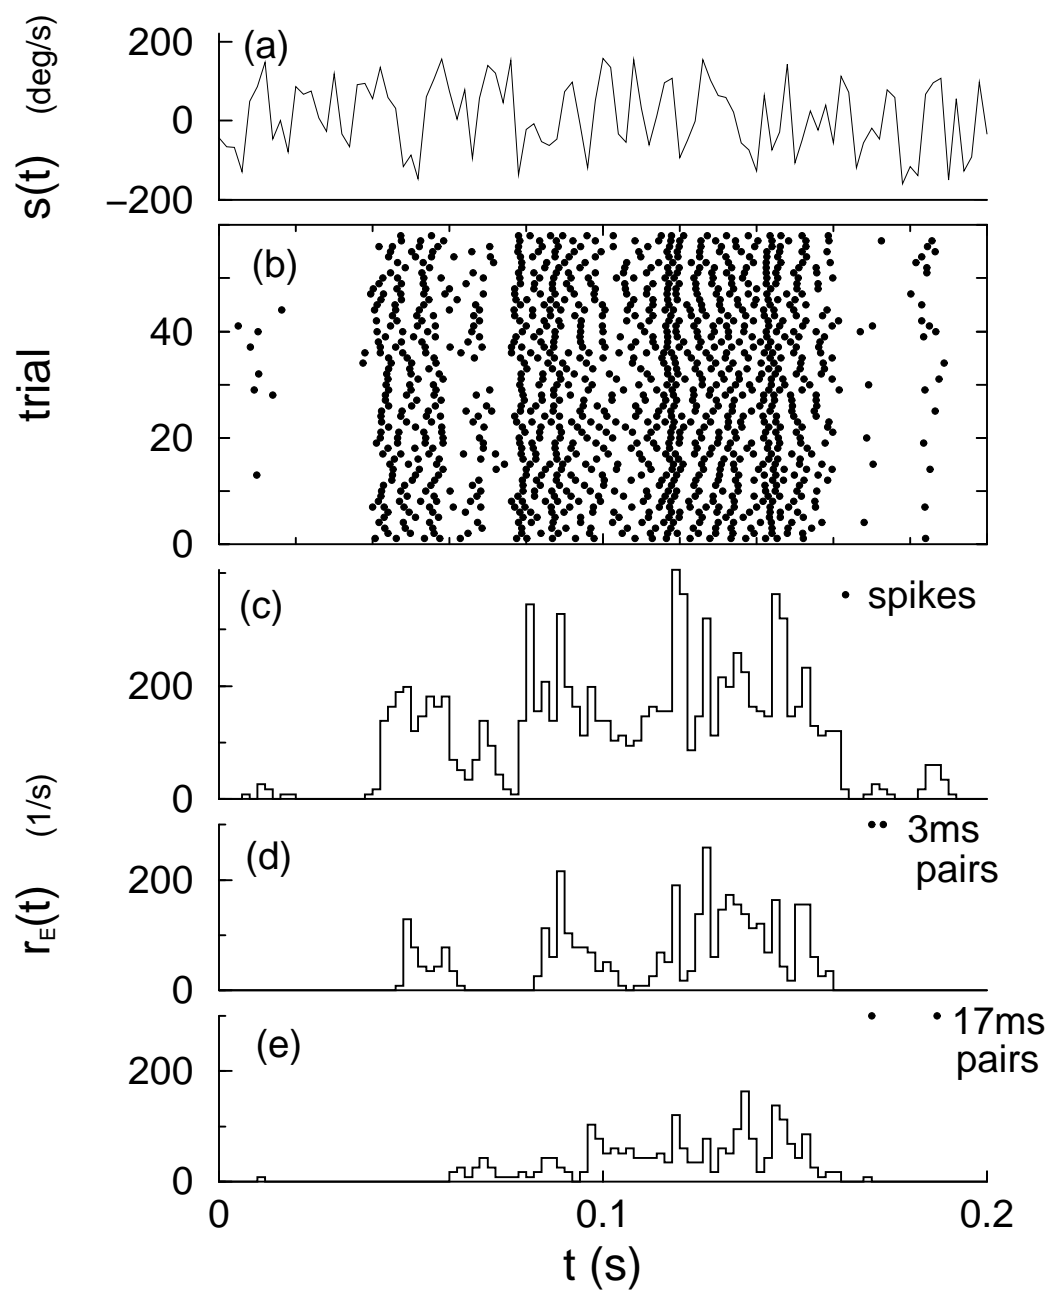 s(t) (deg/s)
200
(a)
0
−200
trial
(b)
40
20
0
rE(t) (1/s)
(c)
spikes
200
0
(d)
3ms
pairs
200
0
(e)
17ms
pairs
200
0
0 0.1 0.2
t (s)